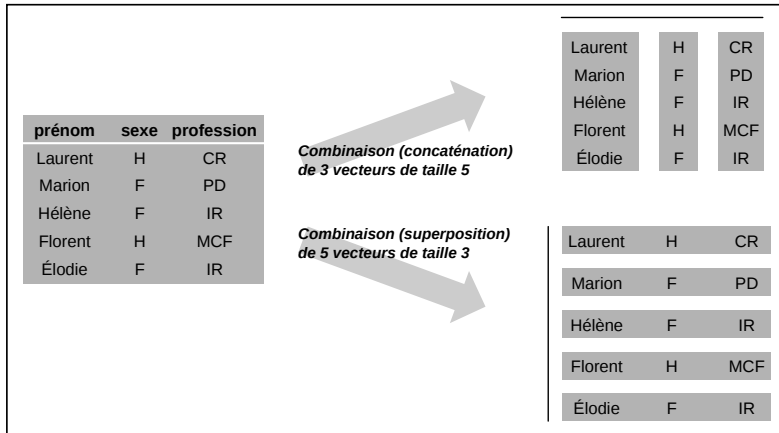 prénom sexe profession
Laurent H CR
Marion F PD
Hélène F IR
Florent H MCF
Élodie F IR
Combinaison (concaténation)
de 3 vecteurs de taille 5
Combinaison (superposition)
de 5 vecteurs de taille 3
Laurent H CR
Marion F PD
Hélène F IR
Florent H MCF
Élodie F IR
Laurent H CR
Marion F PD
Hélène F IR
Florent H MCF
Élodie F IR